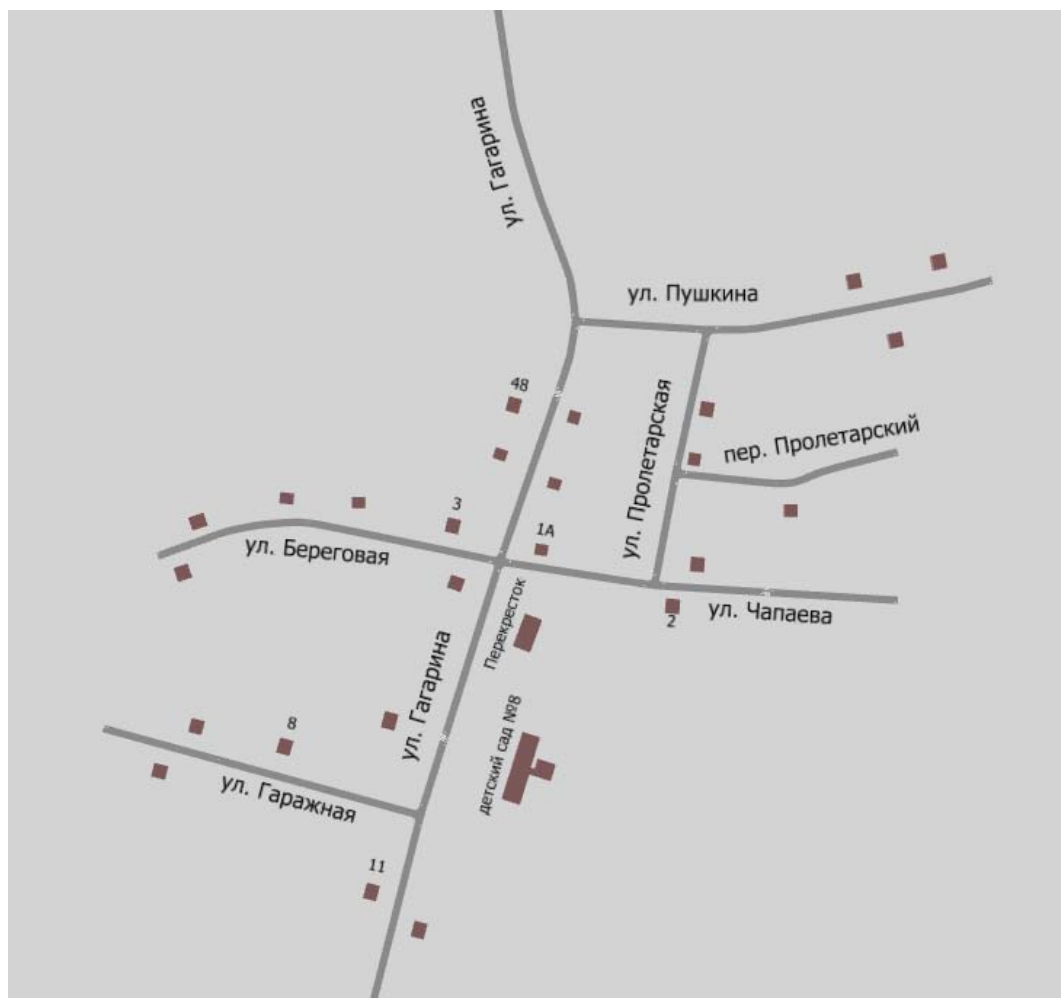 ул. Гагарина
ул. Пушкина
48
ул. Пролетарская
пер. Пролетарский
3
1А
ул. Береговая
Перекресток
2
ул. Чапаева
ул. Гагарина
детский сад №8
8
ул. Гаражная
11